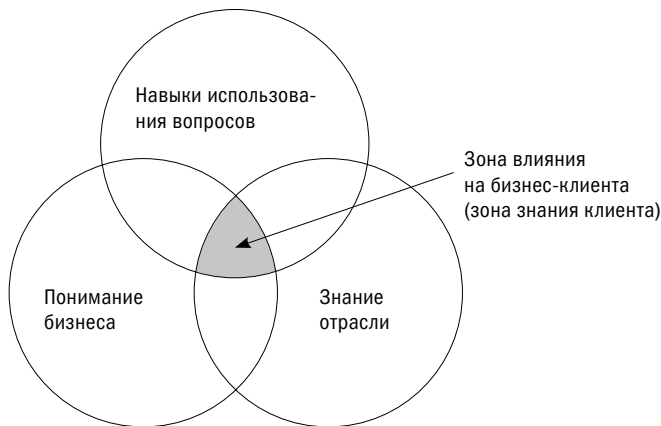 Навыки использова-
ния вопросов
Зона влияния
на бизнес-клиента
(зона знания клиента)
Понимание
бизнеса
Знание
отрасли